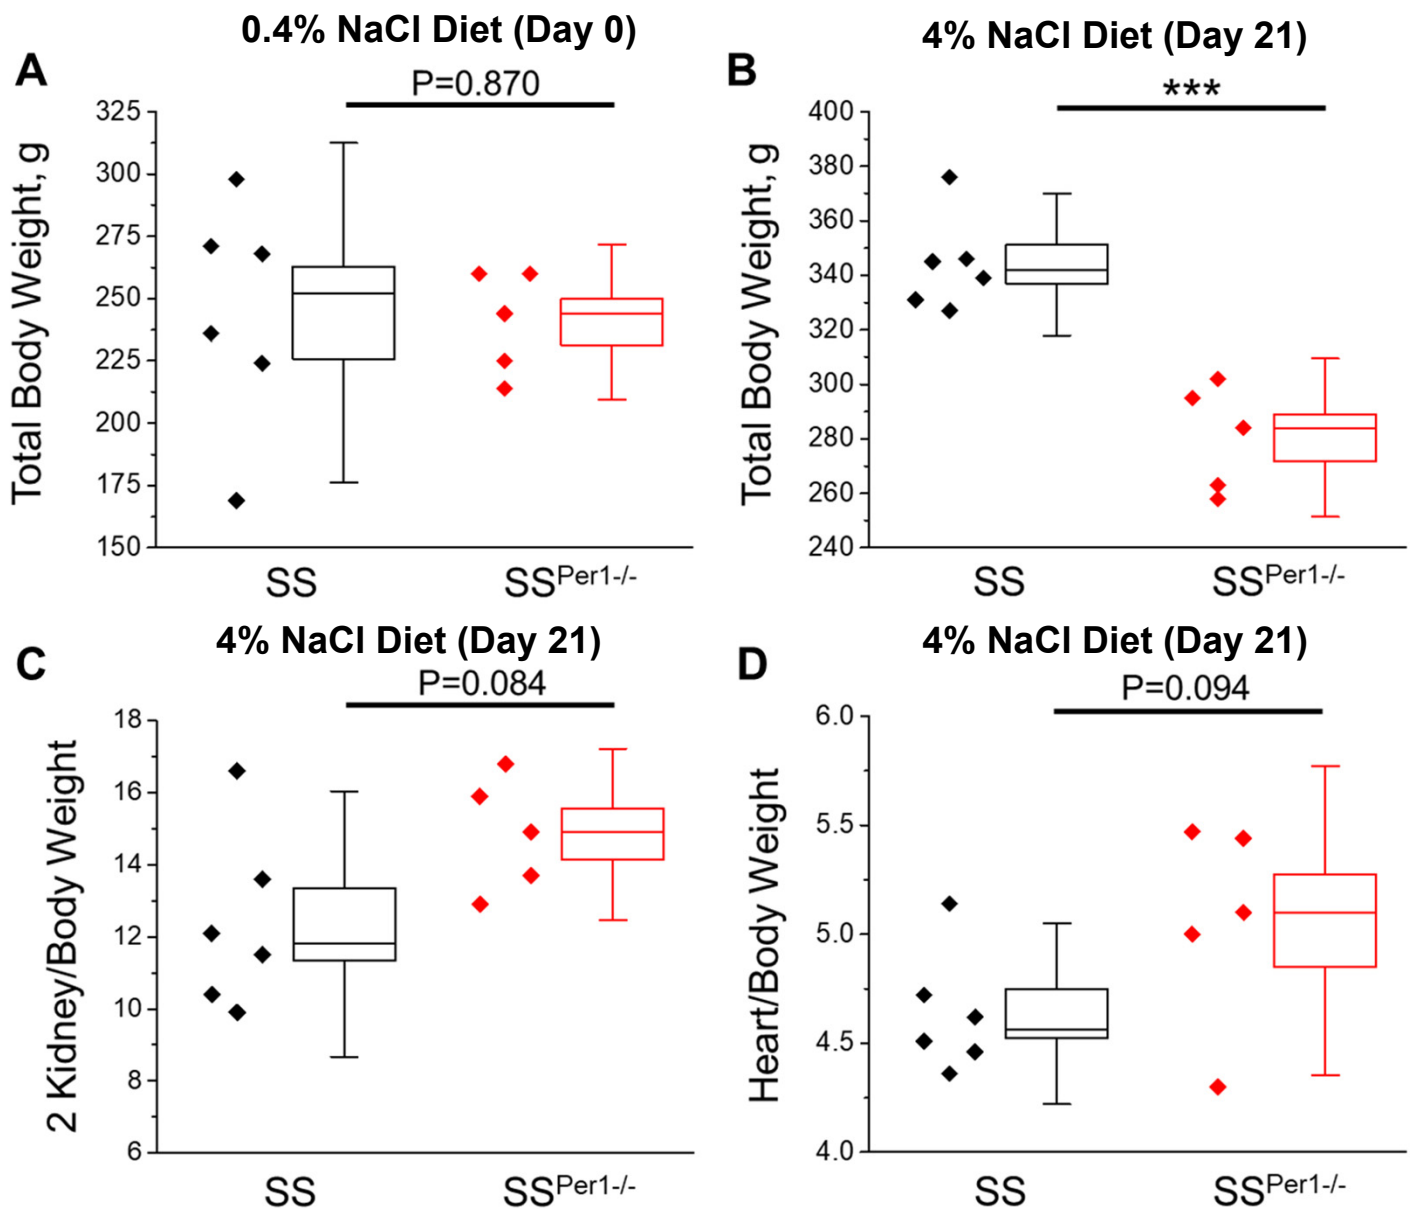 0.4% NaCl Diet (Day 0)
A
P=0.870
Total Body Weight, g
325
300
275
250
225
200
175
150
SS
SSPer1-/-
4% NaCl Diet (Day 21)
B
***
Total Body Weight, g
400
380
360
340
320
300
280
260
240
SS
SSPer1-/-
4% NaCl Diet (Day 21)
C
P=0.084
2 Kidney/Body Weight
18
16
14
12
10
8
6
SS
SSPer1-/-
4% NaCl Diet (Day 21)
D
P=0.094
Heart/Body Weight
6.0
5.5
5.0
4.5
4.0
SS
SSPer1-/-